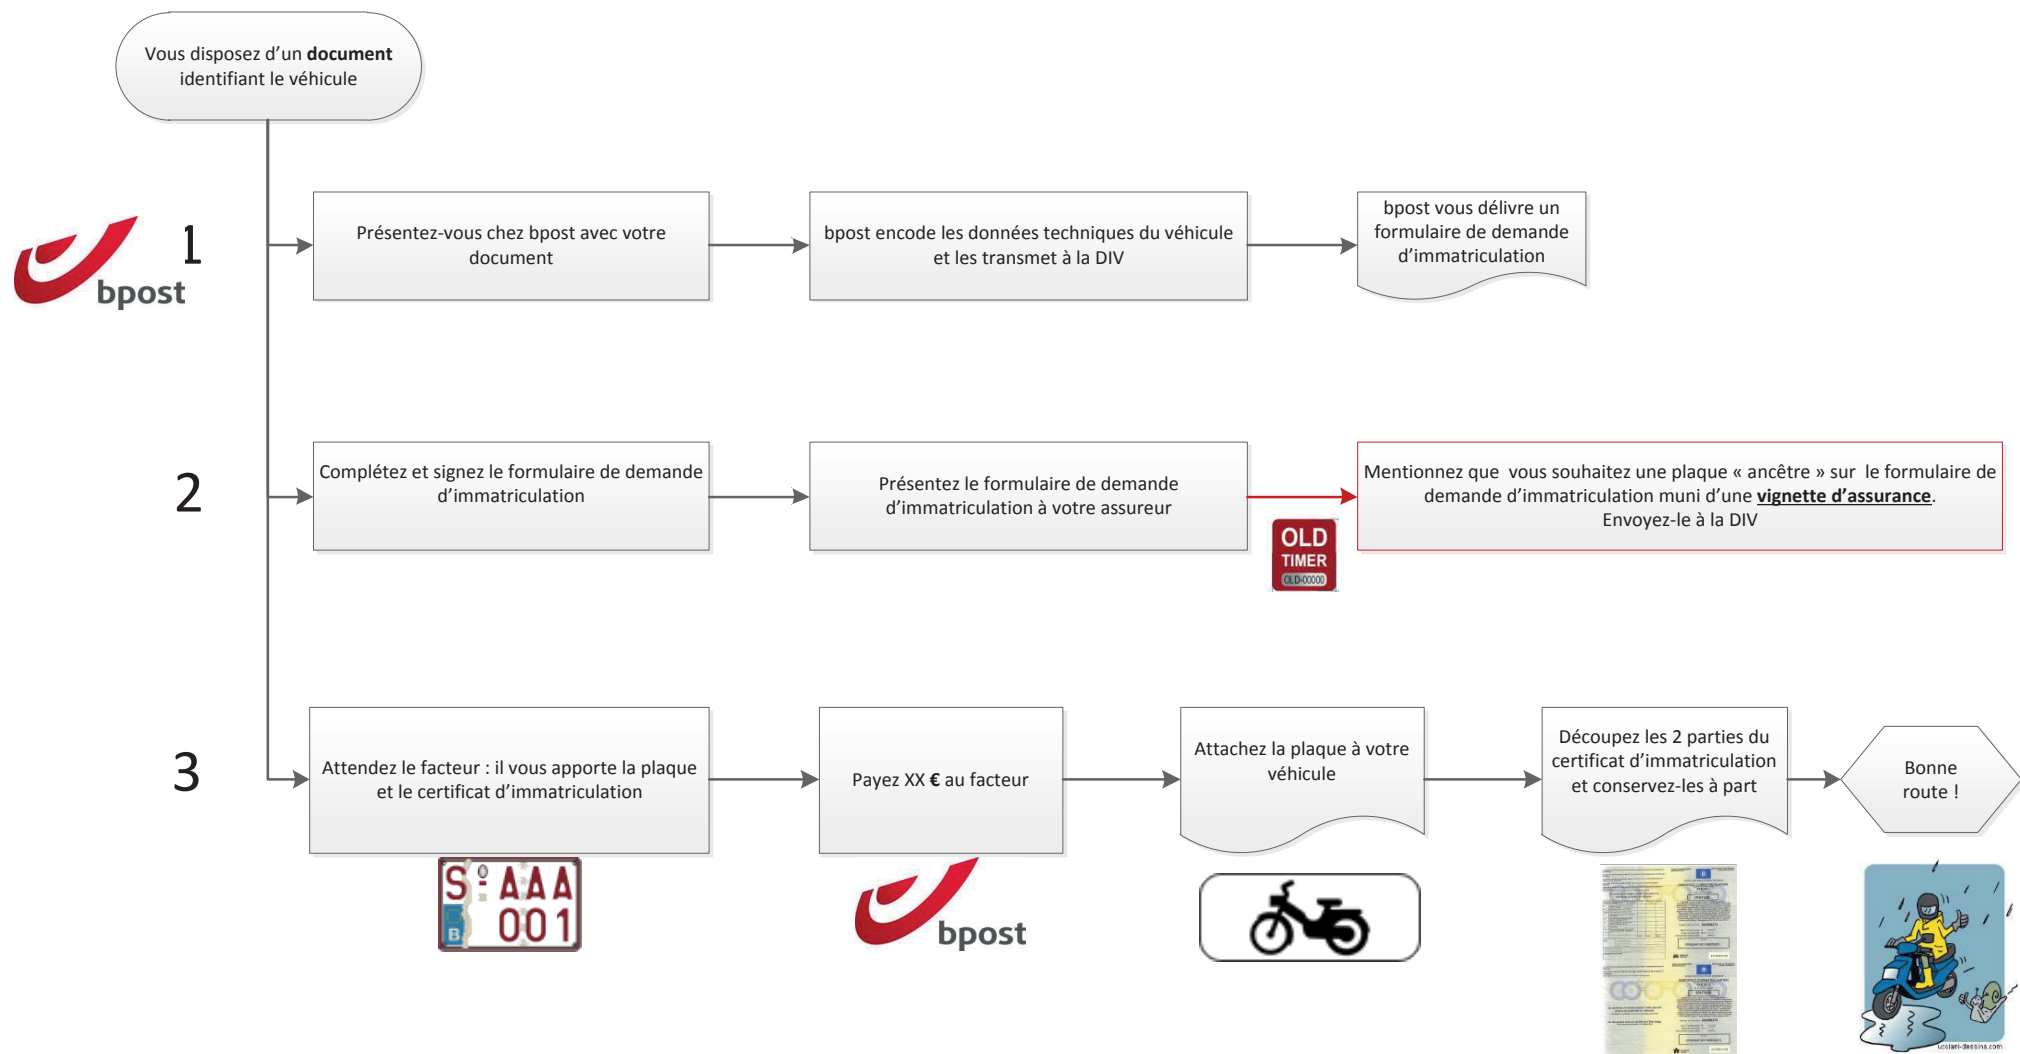 Vous disposez d'un document
identifiant le véhicule
bpost
1
Présentez-vous chez bpost avec votre
document
bpost encode les données techniques du véhicule
et les transmet à la DIV
bpost vous délivre un
formulaire de demande
d'immatriculation
2
Complétez et signez le formulaire de demande
d'immatriculation
Présentez le formulaire de demande
d'immatriculation à votre assureur
OLD
TIMER
OLD-00000
Mentionnez que vous souhaitez une plaque « ancêtre » sur le formulaire de
demande d'immatriculation muni d'une vignette d'assurance.
Envoyez-le à la DIV
3
Attendez le facteur : il vous apporte la plaque
et le certificat d'immatriculation
S AAA
B 001
Payez XX € au facteur
bpost
Attachez la plaque à votre
véhicule
Découpez les 2 parties du
certificat d'immatriculation
et conservez-les à part
Bonne
route !